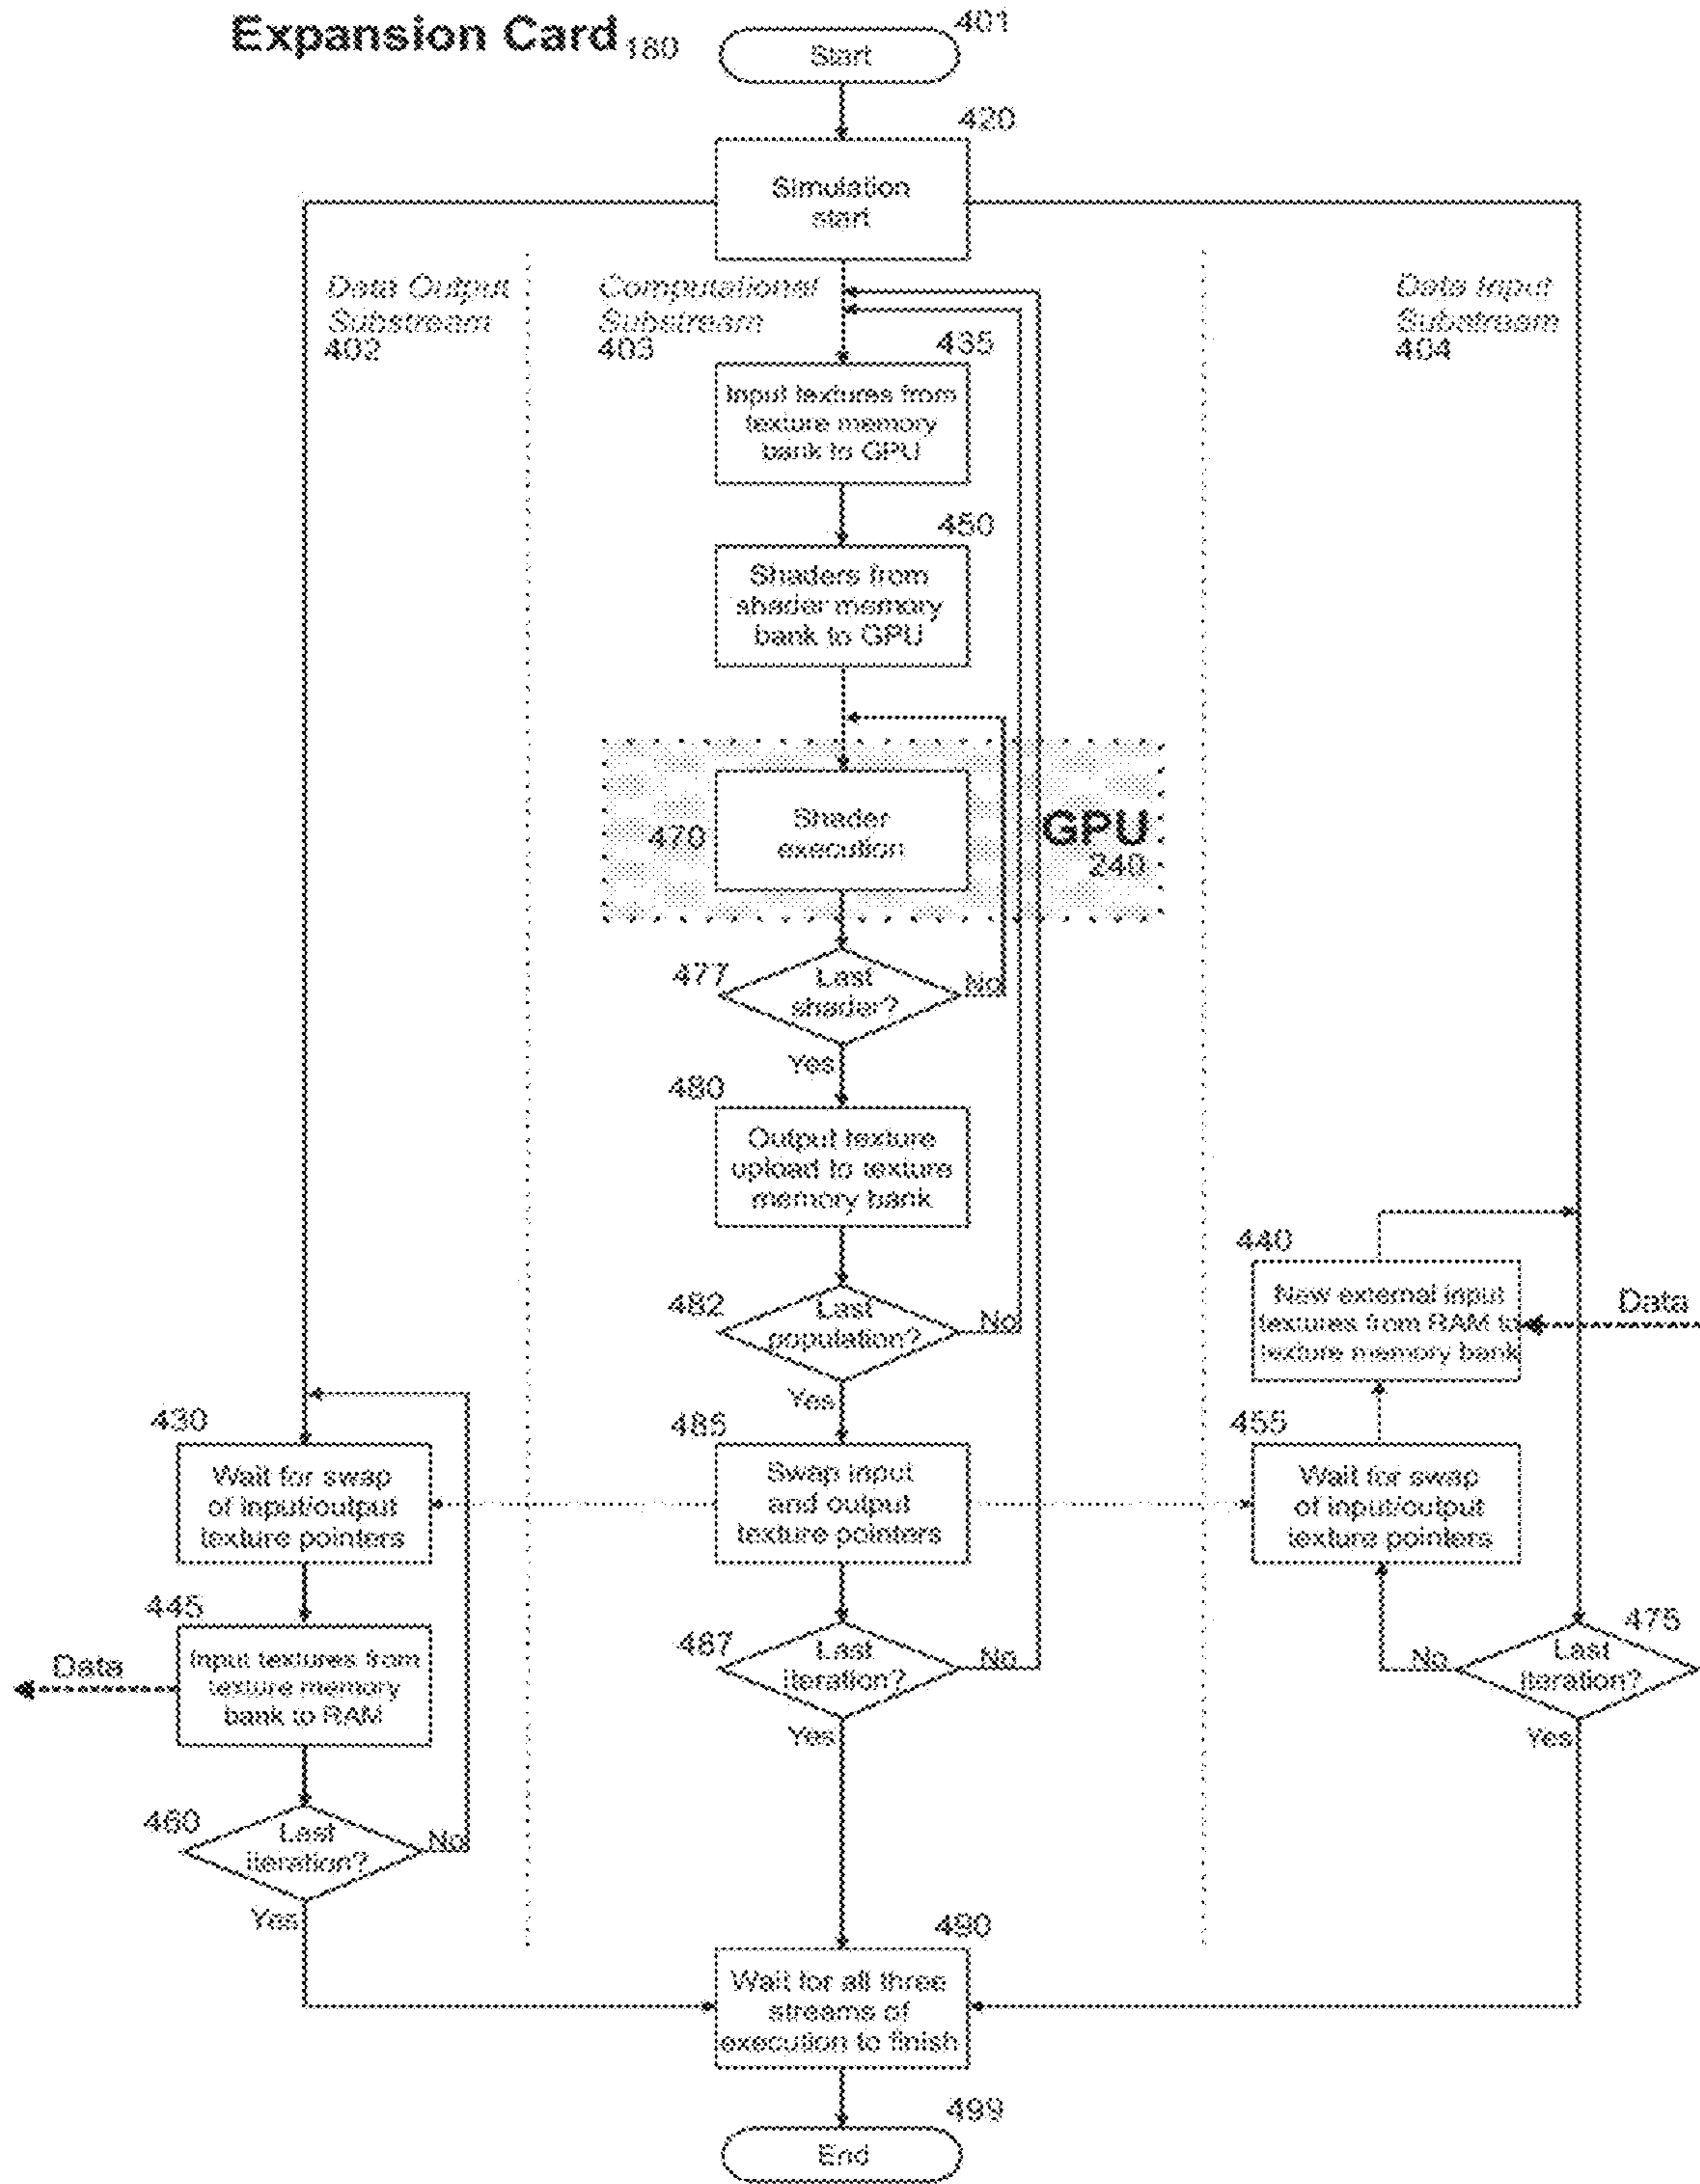 Expansion Card 180
401
Start
420
Simulation
start
Data Output
Substream
402
Computational
Substream
403
Data Input
Substream
404
435
Input textures from
texture memory
bank to GPU
450
Shaders from
shader memory
bank to GPU
470
Shader
execution
GPU
240
477
Last
shader?
No
Yes
480
Output texture
upload to texture
memory bank
482
Last
population?
No
Yes
440
New external input
textures from RAM to
texture memory bank
Data
430
Wait for swap
of input/output
texture pointers
485
Swap input
and output
texture pointers
455
Wait for swap
of input/output
texture pointers
445
Input textures from
texture memory
bank to RAM
Data
487
Last
iteration?
No
Yes
475
Last
iteration?
No
Yes
460
Last
iteration?
No
Yes
490
Wait for all three
streams of
execution to finish
499
End